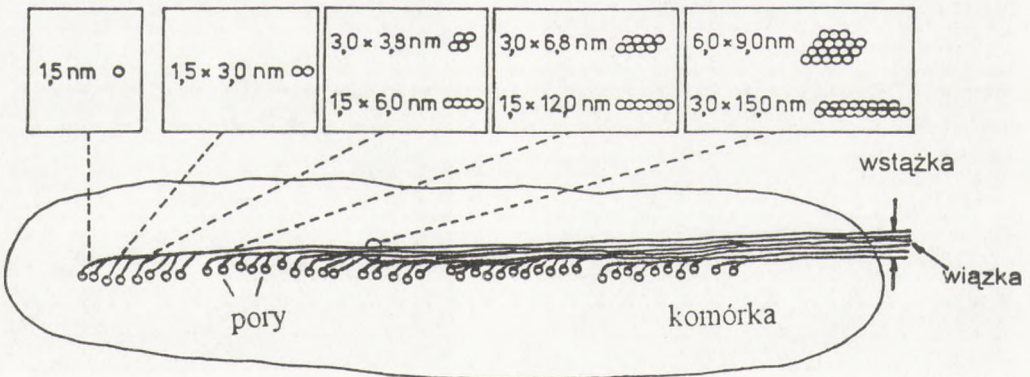 1,5 nm
1,5 × 3,0 nm
3,0 × 3,8 nm
1,5 × 6,0 nm
3,0 × 6,8 nm
1,5 × 12,0 nm
6,0 × 9,0 nm
3,0 × 15,0 nm
wstążka
wiązka
pory
komórka